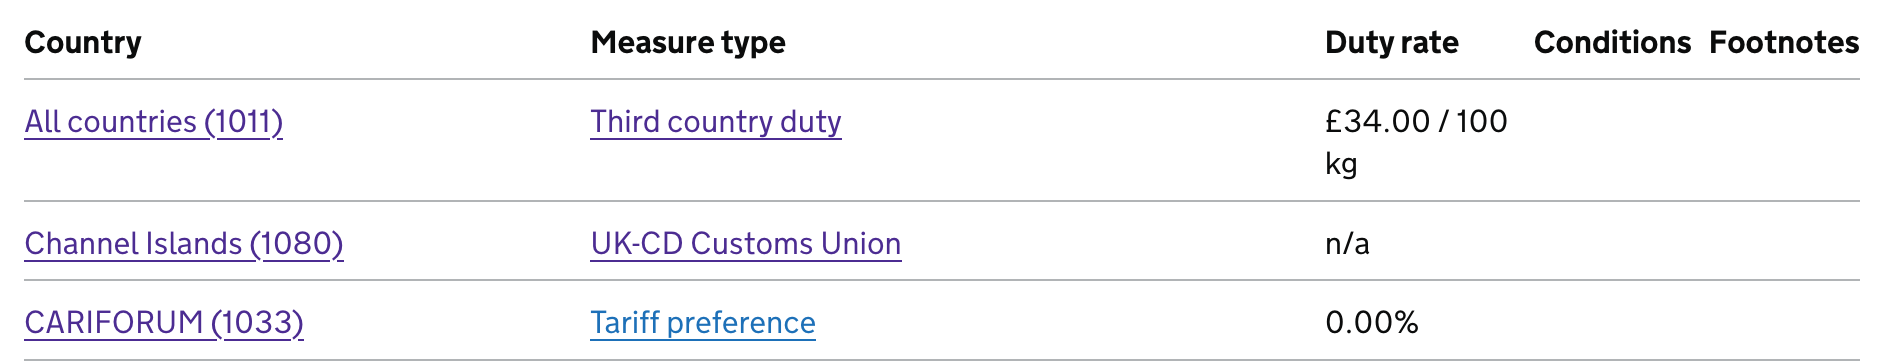 Country Measure type Duty rate Conditions Footnotes
All countries (1011) Third country duty £34.00 / 100
kg
Channel Islands (1080) UK-CD Customs Union n/a
CARIFORUM (1033) Tariff preference 0.00%